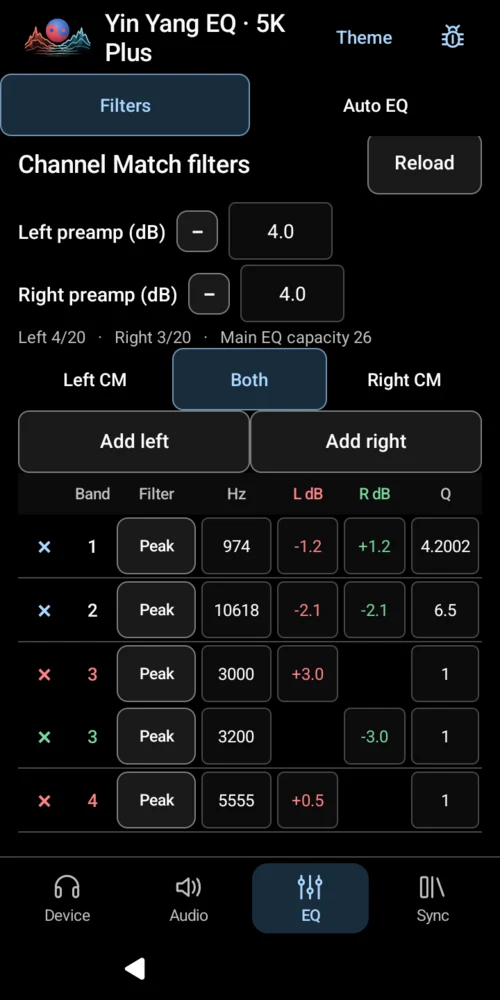 Yin Yang EQ · 5K Plus
Theme
Filters
Auto EQ
Channel Match filters
Reload
Left preamp (dB) − 4.0
Right preamp (dB) − 4.0
Left 4/20 · Right 3/20 · Main EQ capacity 26
Left CM
Both
Right CM
Add left
Add right
Band Filter Hz L dB R dB Q
× 1 Peak 974 -1.2 +1.2 4.2002
× 2 Peak 10618 -2.1 -2.1 6.5
× 3 Peak 3000 +3.0 1
× 3 Peak 3200 -3.0 1
× 4 Peak 5555 +0.5 1
Device
Audio
EQ
Sync